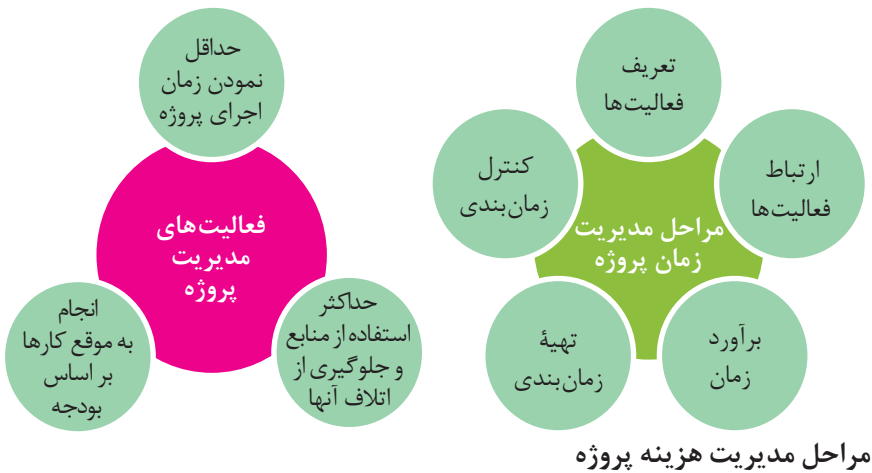 تعریف
فعالیت‌ها
ارتباط
فعالیت‌ها
برآورد
زمان
تهیهٔ
زمان‌بندی
کنترل
زمان‌بندی
مراحل مدیریت
زمان پروژه
حداقل
نمودن زمان
اجرای پروژه
حداکثر
استفاده از منابع
و جلوگیری از
اتلاف آنها
انجام
به موقع کارها
بر اساس
بودجه
فعالیت‌های
مدیریت
پروژه
مراحل مدیریت هزینه پروژه